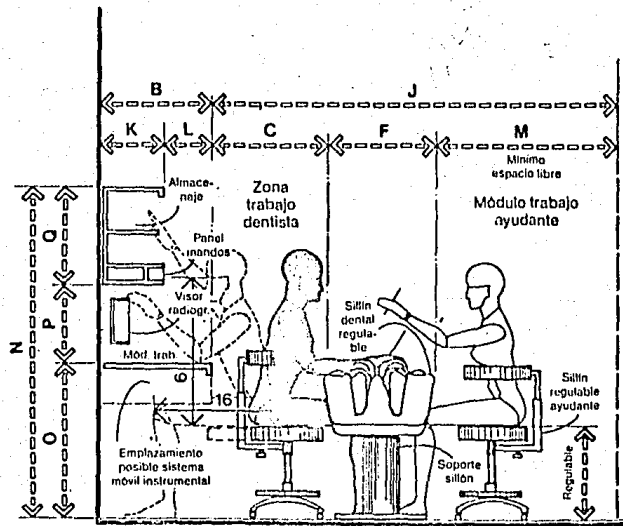 B
J
K
L
C
F
M
Mínimo
espacio libre
Almace-
naje
Zona
trabajo
dentista
Módulo trabajo
ayudante
Panel
mandos
Visor
radiogr.
Sillín
dental
regula-
ble
Mód. trab.
6
16
Sillín
regulable
ayudante
Emplazamiento
posible sistema
móvil instrumental
Soporte
sillón
Regulable
N
Q
P
O